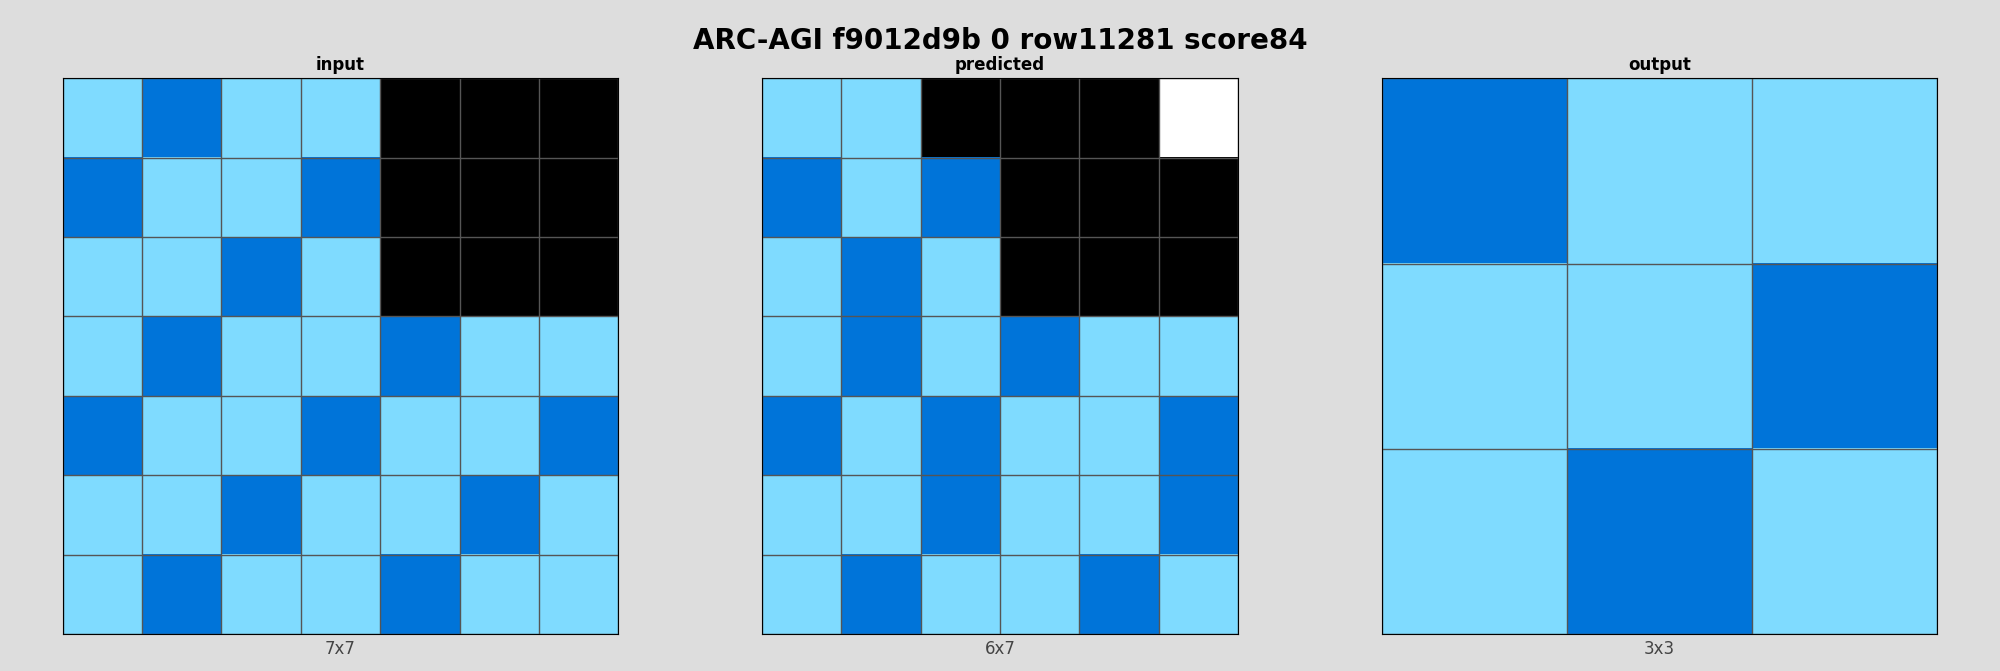 ARC-AGI f9012d9b 0 row11281 score84
input
predicted
output
7x7
6x7
3x3